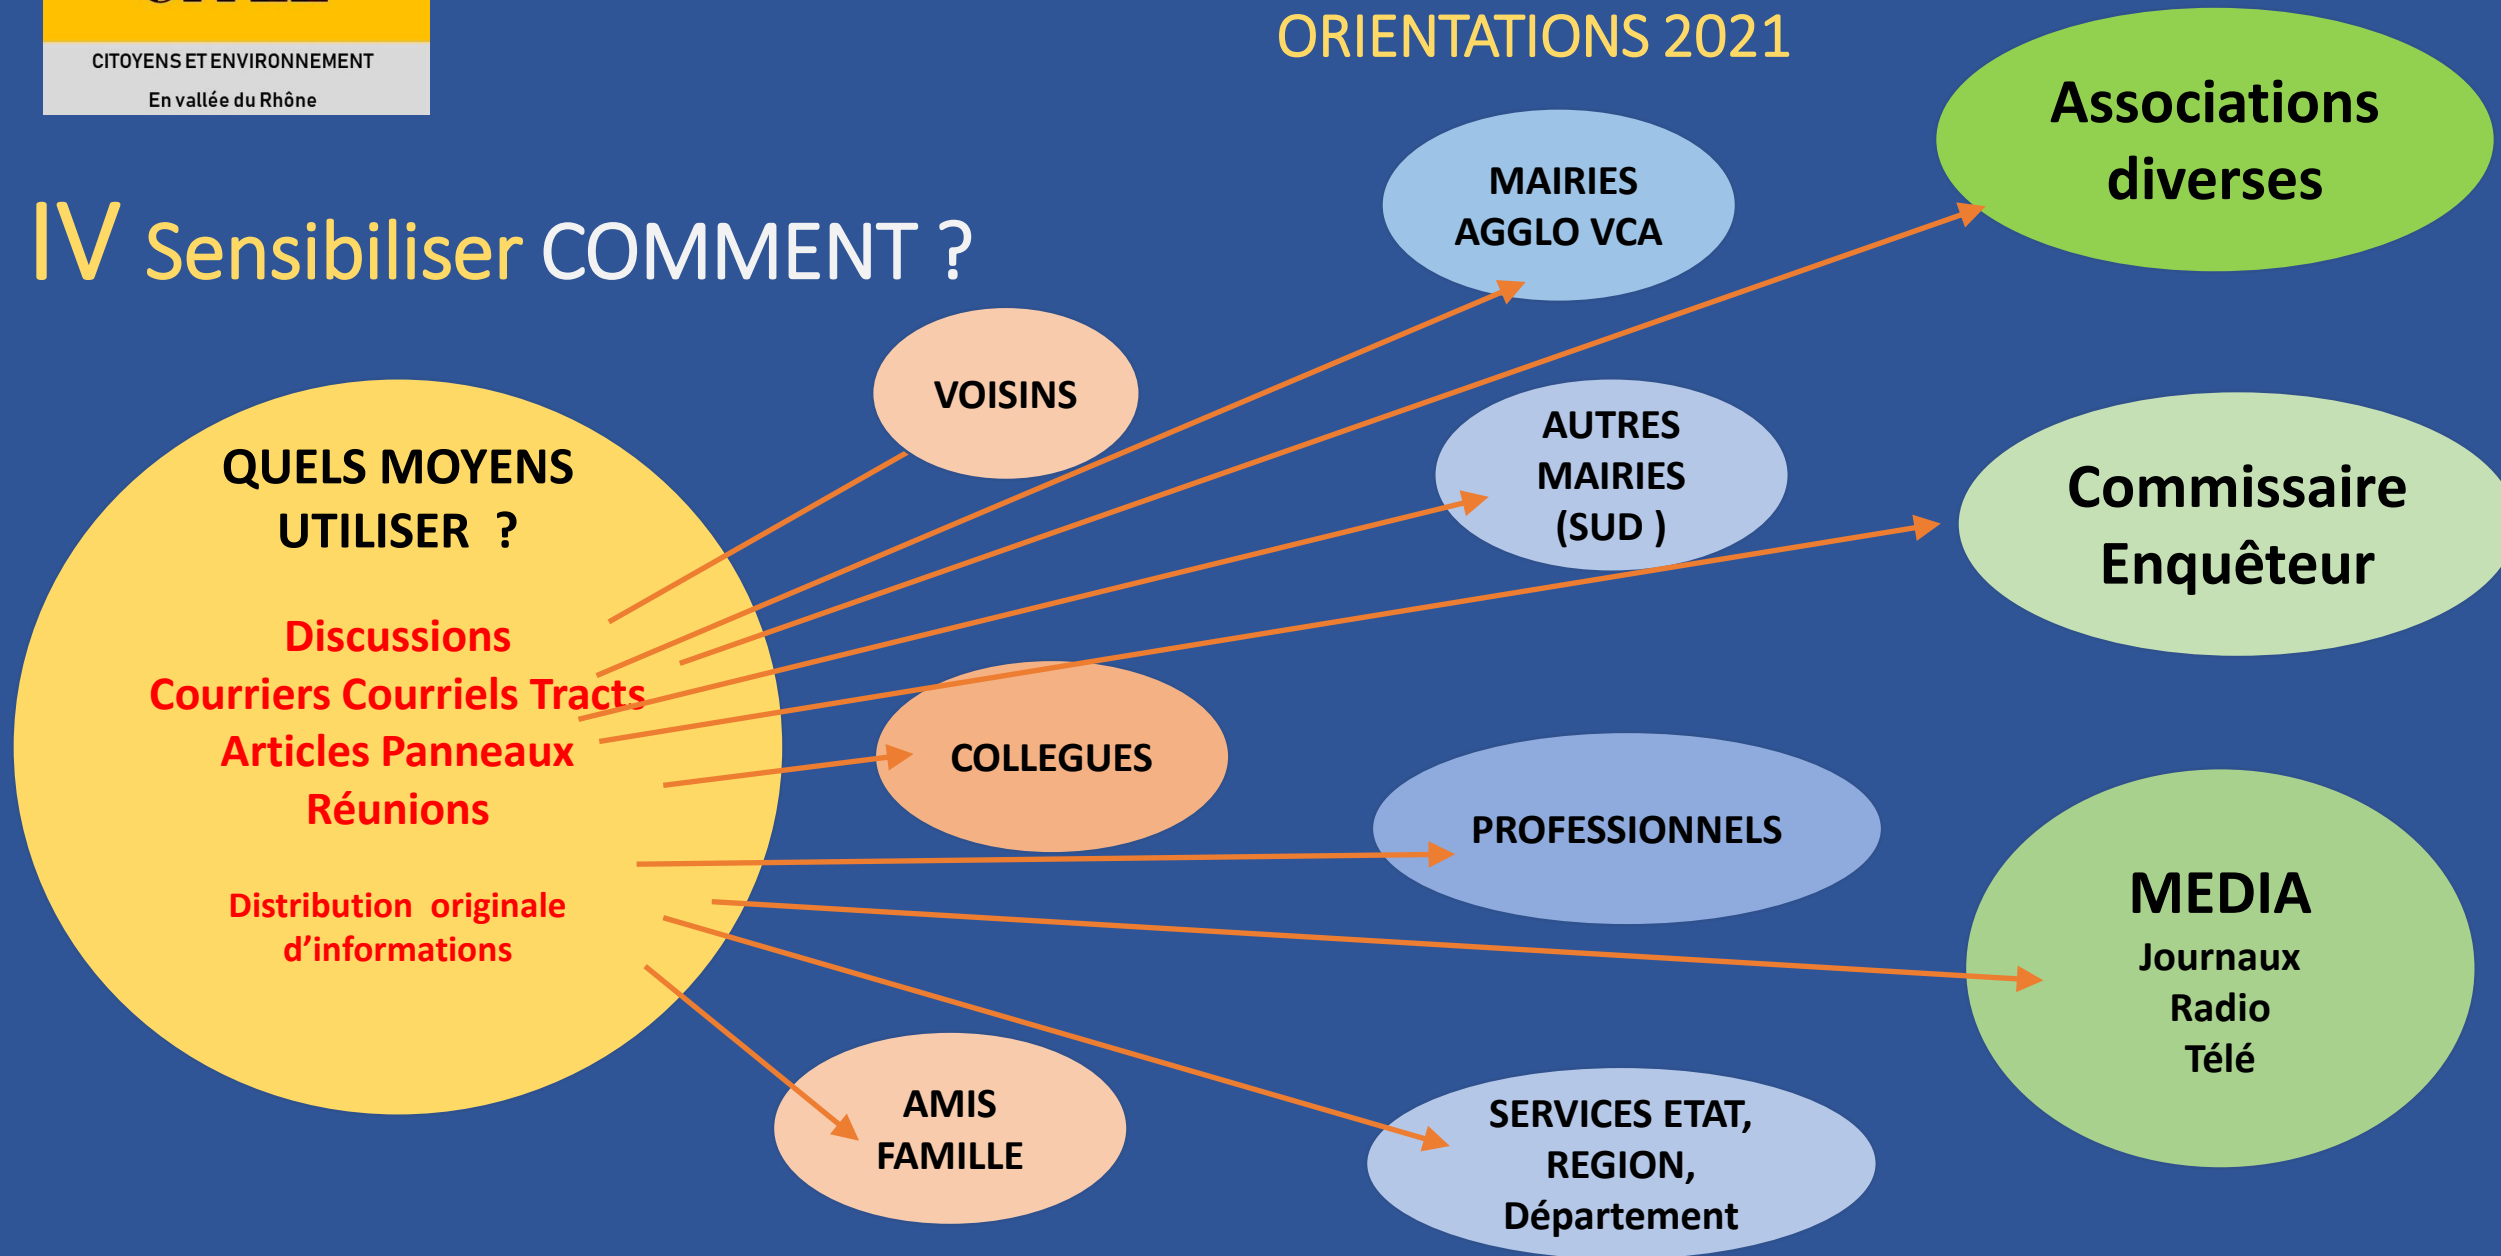 CITOYENS ET ENVIRONNEMENT
En vallée du Rhône
ORIENTATIONS 2021
IV Sensibiliser COMMENT ?
QUELS MOYENS
UTILISER ?
Discussions
Courriers Courriels Tracts
Articles Panneaux
Réunions
Distribution originale
d’informations
VOISINS
COLLEGUES
AMIS
FAMILLE
MAIRIES
AGGLO VCA
AUTRES
MAIRIES
(SUD )
PROFESSIONNELS
SERVICES ETAT,
REGION,
Département
Associations
diverses
Commissaire
Enquêteur
MEDIA
Journaux
Radio
Télé